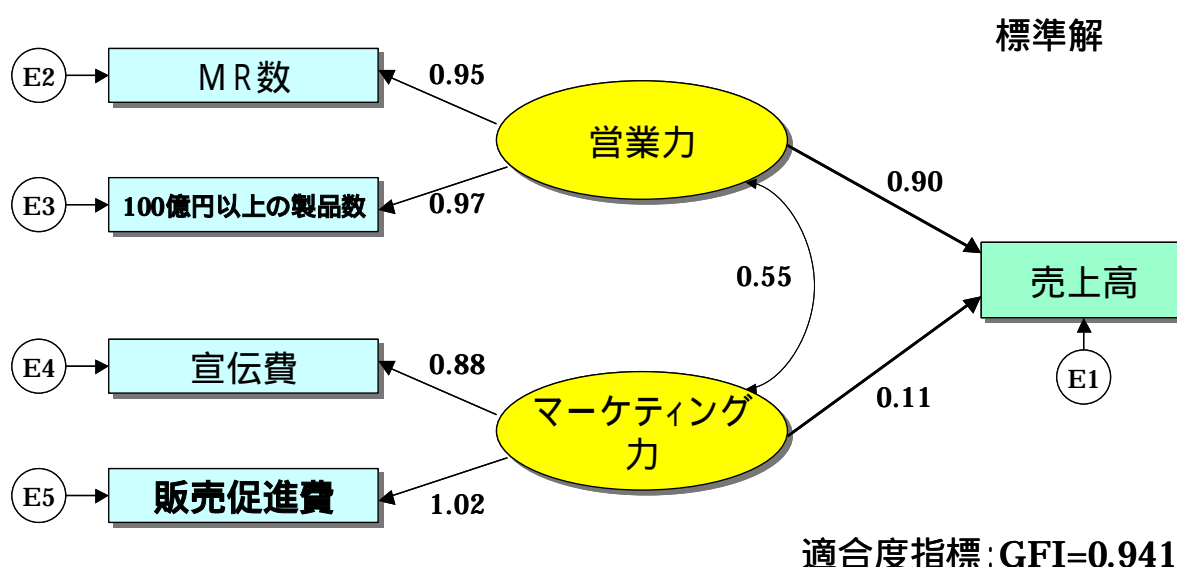 標準解
E2
MR数
0.95
営業力
E3
100億円以上の製品数
0.97
0.90
0.55
売上高
E4
宣伝費
0.88
マーケティング
力
0.11
E1
E5
販売促進費
1.02
適合度指標:GFI=0.941